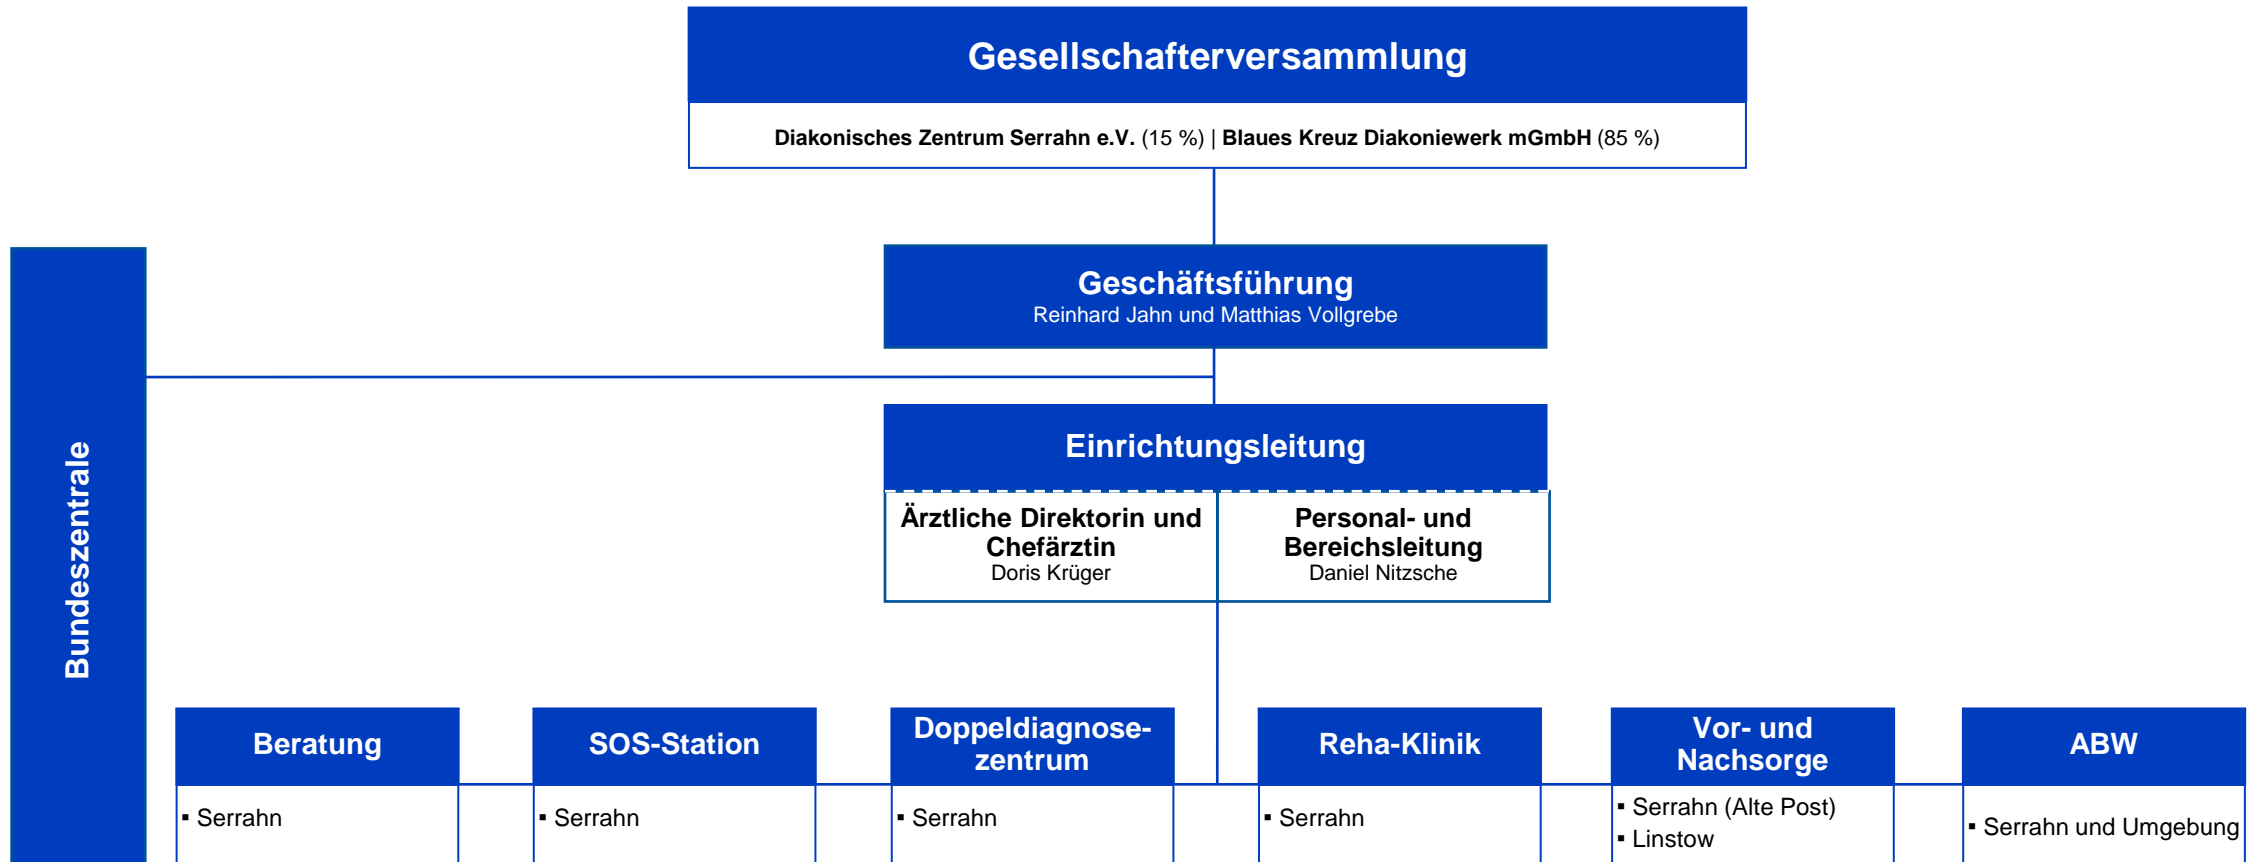 Gesellschafterversammlung
Diakonisches Zentrum Serrahn e.V. (15 %) | Blaues Kreuz Diakoniewerk mGmbH (85 %)
Geschäftsführung
Reinhard Jahn und Matthias Vollgrebe
Bundeszentrale
Einrichtungsleitung
Ärztliche Direktorin und
Chefärztin
Doris Krüger
Personal- und
Bereichsleitung
Daniel Nitzsche
Beratung
▪ Serrahn
SOS-Station
▪ Serrahn
Doppeldiagnose-
zentrum
▪ Serrahn
Reha-Klinik
▪ Serrahn
Vor- und
Nachsorge
▪ Serrahn (Alte Post)
▪ Linstow
ABW
▪ Serrahn und Umgebung